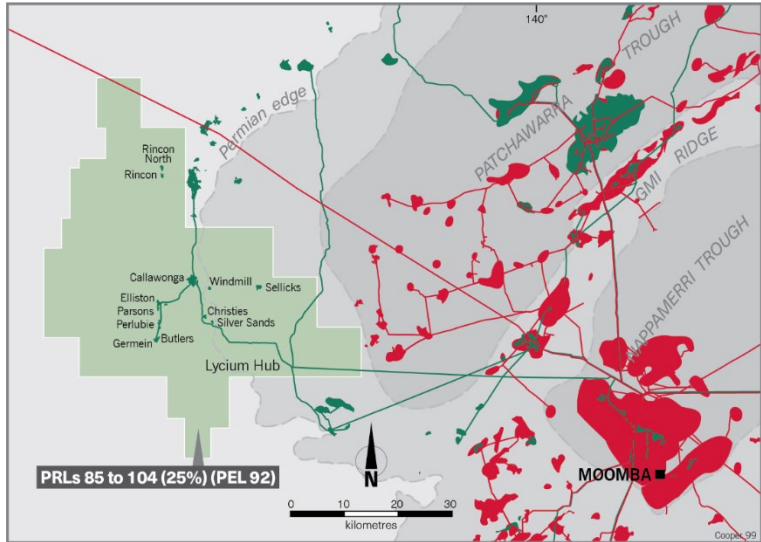 140°
TROUGH
PATCHAWARRA
Permian edge
GMI RIDGE
NAPPAMERRI TROUGH
Rincon
North
Rincon
Callawonga
Windmill
Sellicks
Elliston
Parsons
Perlubie
Christies
Silver Sands
Germein
Butlers
Lycium Hub
PRLs 85 to 104 (25%) (PEL 92)
N
MOOMBA
0 10 20 30
kilometres
Cooper 99